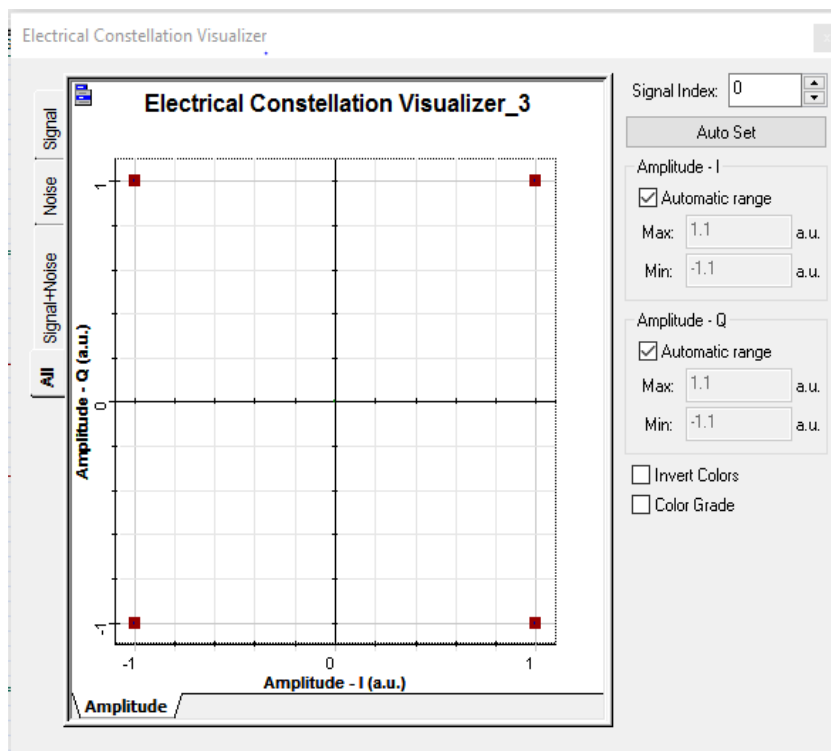 Electrical Constellation Visualizer
Signal
Noise
Signal+Noise
All
Electrical Constellation Visualizer_3
Amplitude - Q (a.u.)
1
0
-1
-1
0
1
Amplitude - I (a.u.)
Amplitude
Signal Index: 0
Auto Set
Amplitude - I
Automatic range
Max: 1.1 a.u.
Min: -1.1 a.u.
Amplitude - Q
Automatic range
Max: 1.1 a.u.
Min: -1.1 a.u.
Invert Colors
Color Grade